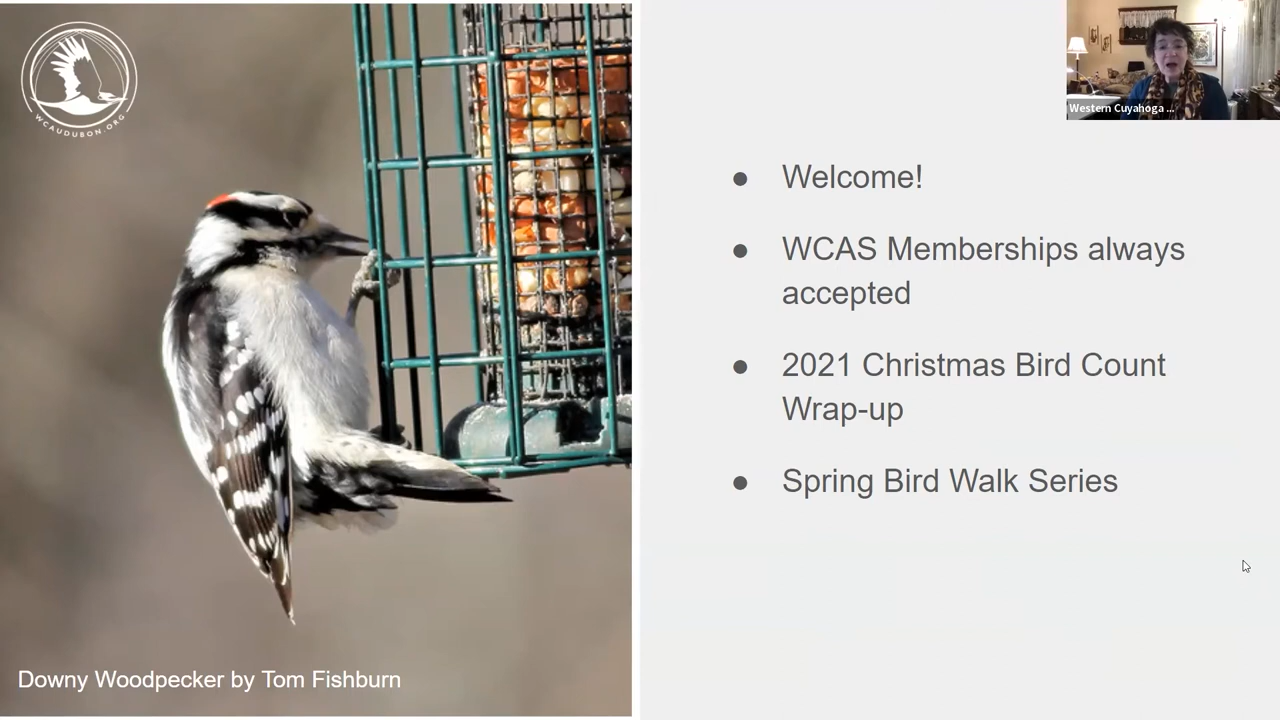 WCAUDUBON.ORG
Western Cuyahoga ...
● Welcome!
● WCAS Memberships always
accepted
● 2021 Christmas Bird Count
Wrap-up
● Spring Bird Walk Series
Downy Woodpecker by Tom Fishburn